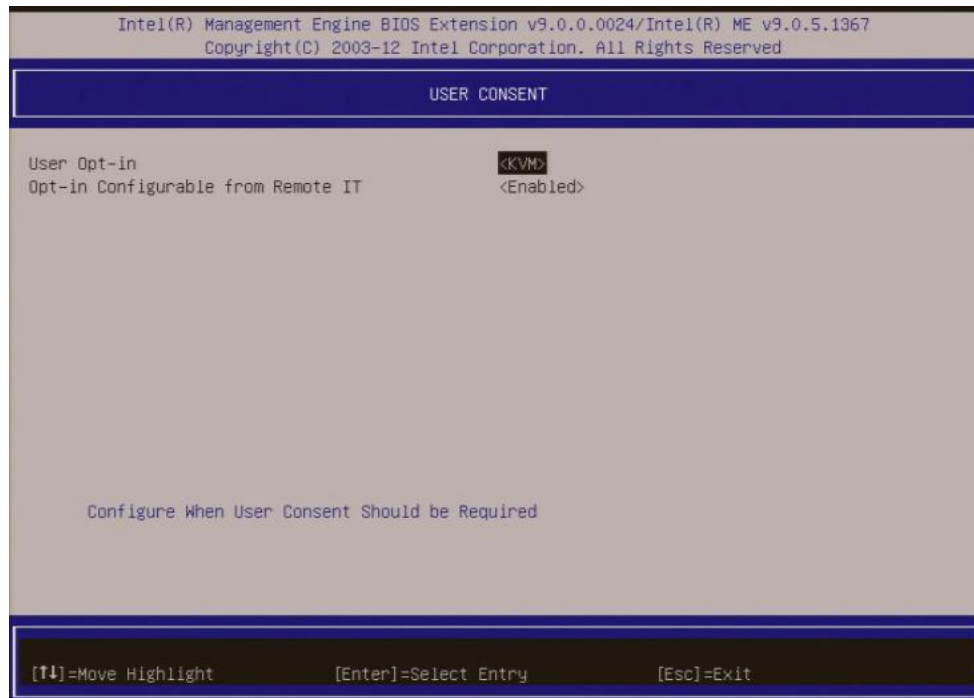 Intel(R) Management Engine BIOS Extension v9.0.0.0024/Intel(R) ME v9.0.5.1367
Copyright(C) 2003-12 Intel Corporation. All Rights Reserved
USER CONSENT
User Opt-in <KVM>
Opt-in Configurable from Remote IT <Enabled>
Configure When User Consent Should be Required
[↑↓]=Move Highlight [Enter]=Select Entry [Esc]=Exit